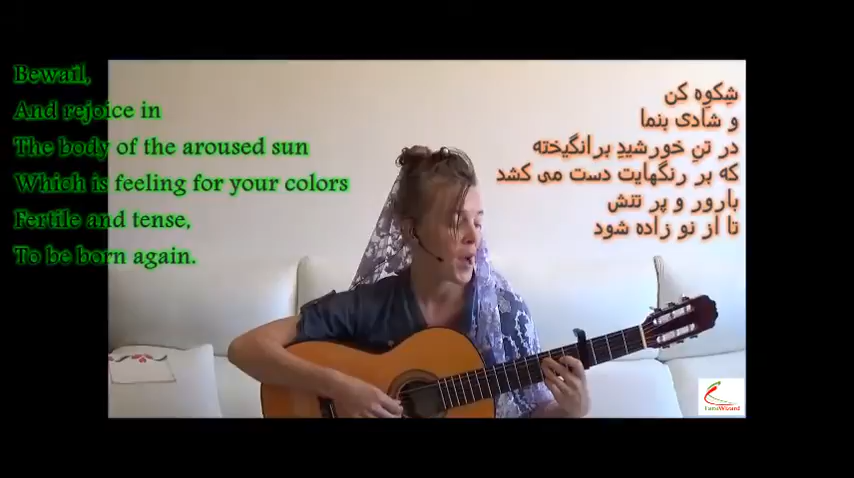 Bewail,
And rejoice in
The body of the aroused sun
Which is feeling for your colors
Fertile and tense,
To be born again.
شِکوِه کن
و شادی بنما
در تنِ خورشیدِ برانگیخته
که بر رنگهایت دست می کشد
بارور و پر تنش
تا از نو زاده شود